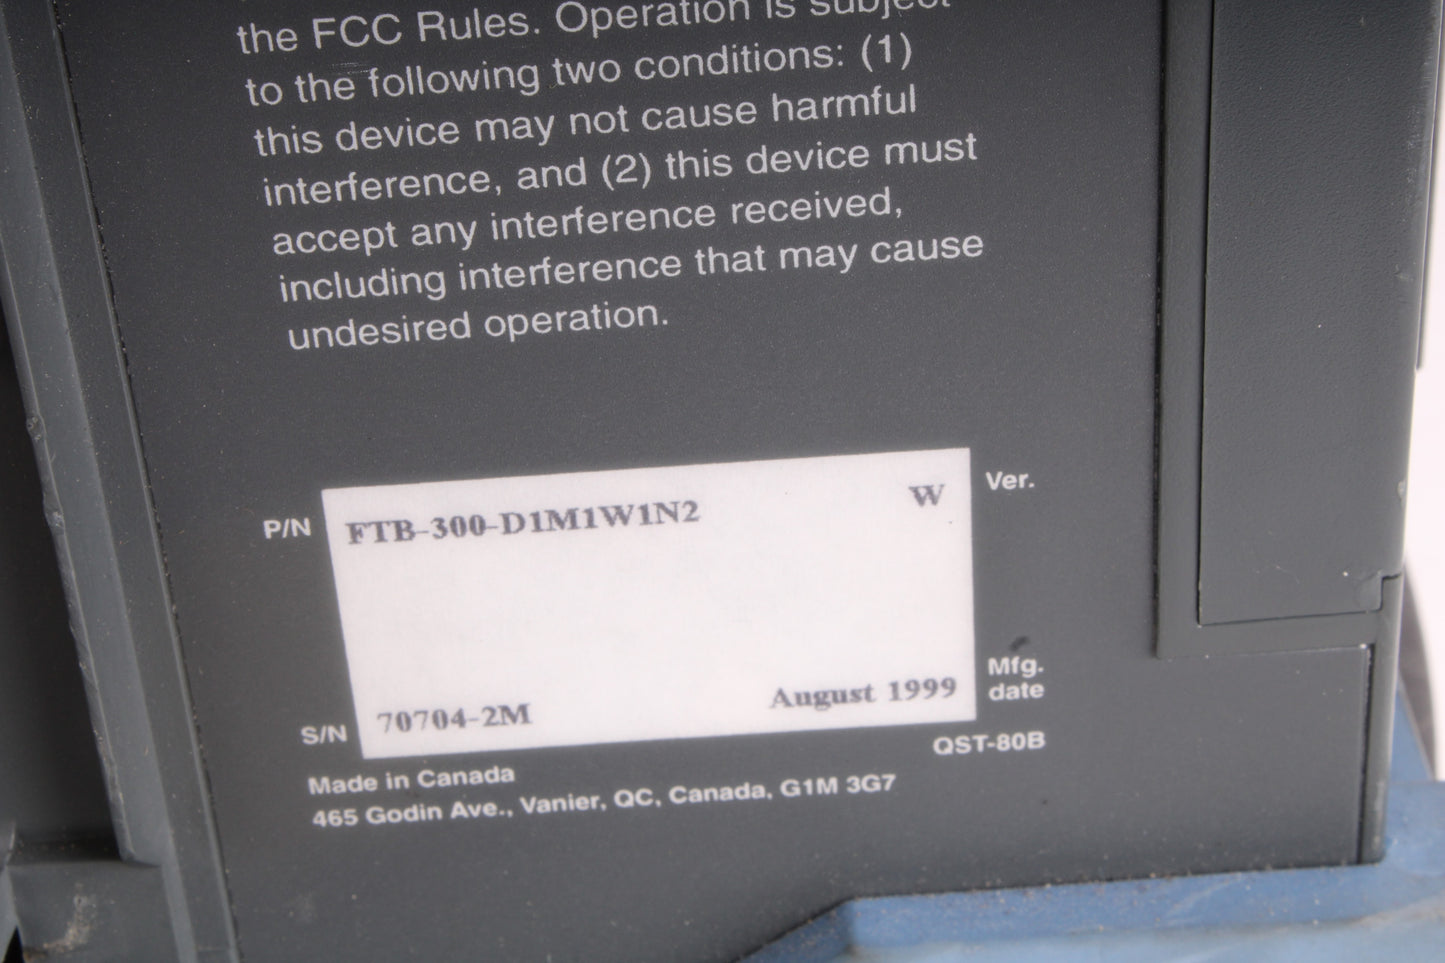 the FCC Rules. Operation is subject
to the following two conditions: (1)
this device may not cause harmful
interference, and (2) this device must
accept any interference received,
including interference that may cause
undesired operation.
P/N FTB-300-D1M1W1N2 W Ver.
S/N 70704-2M August 1999 Mfg. date
QST-80B
Made in Canada
465 Godin Ave., Vanier, QC, Canada, G1M 3G7